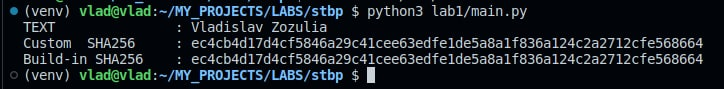 (venv) vlad@vlad:~/MY_PROJECTS/LABS/stbp $ python3 lab1/main.py
TEXT : Vladislav Zozulia
Custom SHA256 : ec4cb4d17d4cf5846a29c41cee63edfe1de5a8a1f836a124c2a2712cfe568664
Build-in SHA256 : ec4cb4d17d4cf5846a29c41cee63edfe1de5a8a1f836a124c2a2712cfe568664
(venv) vlad@vlad:~/MY_PROJECTS/LABS/stbp $